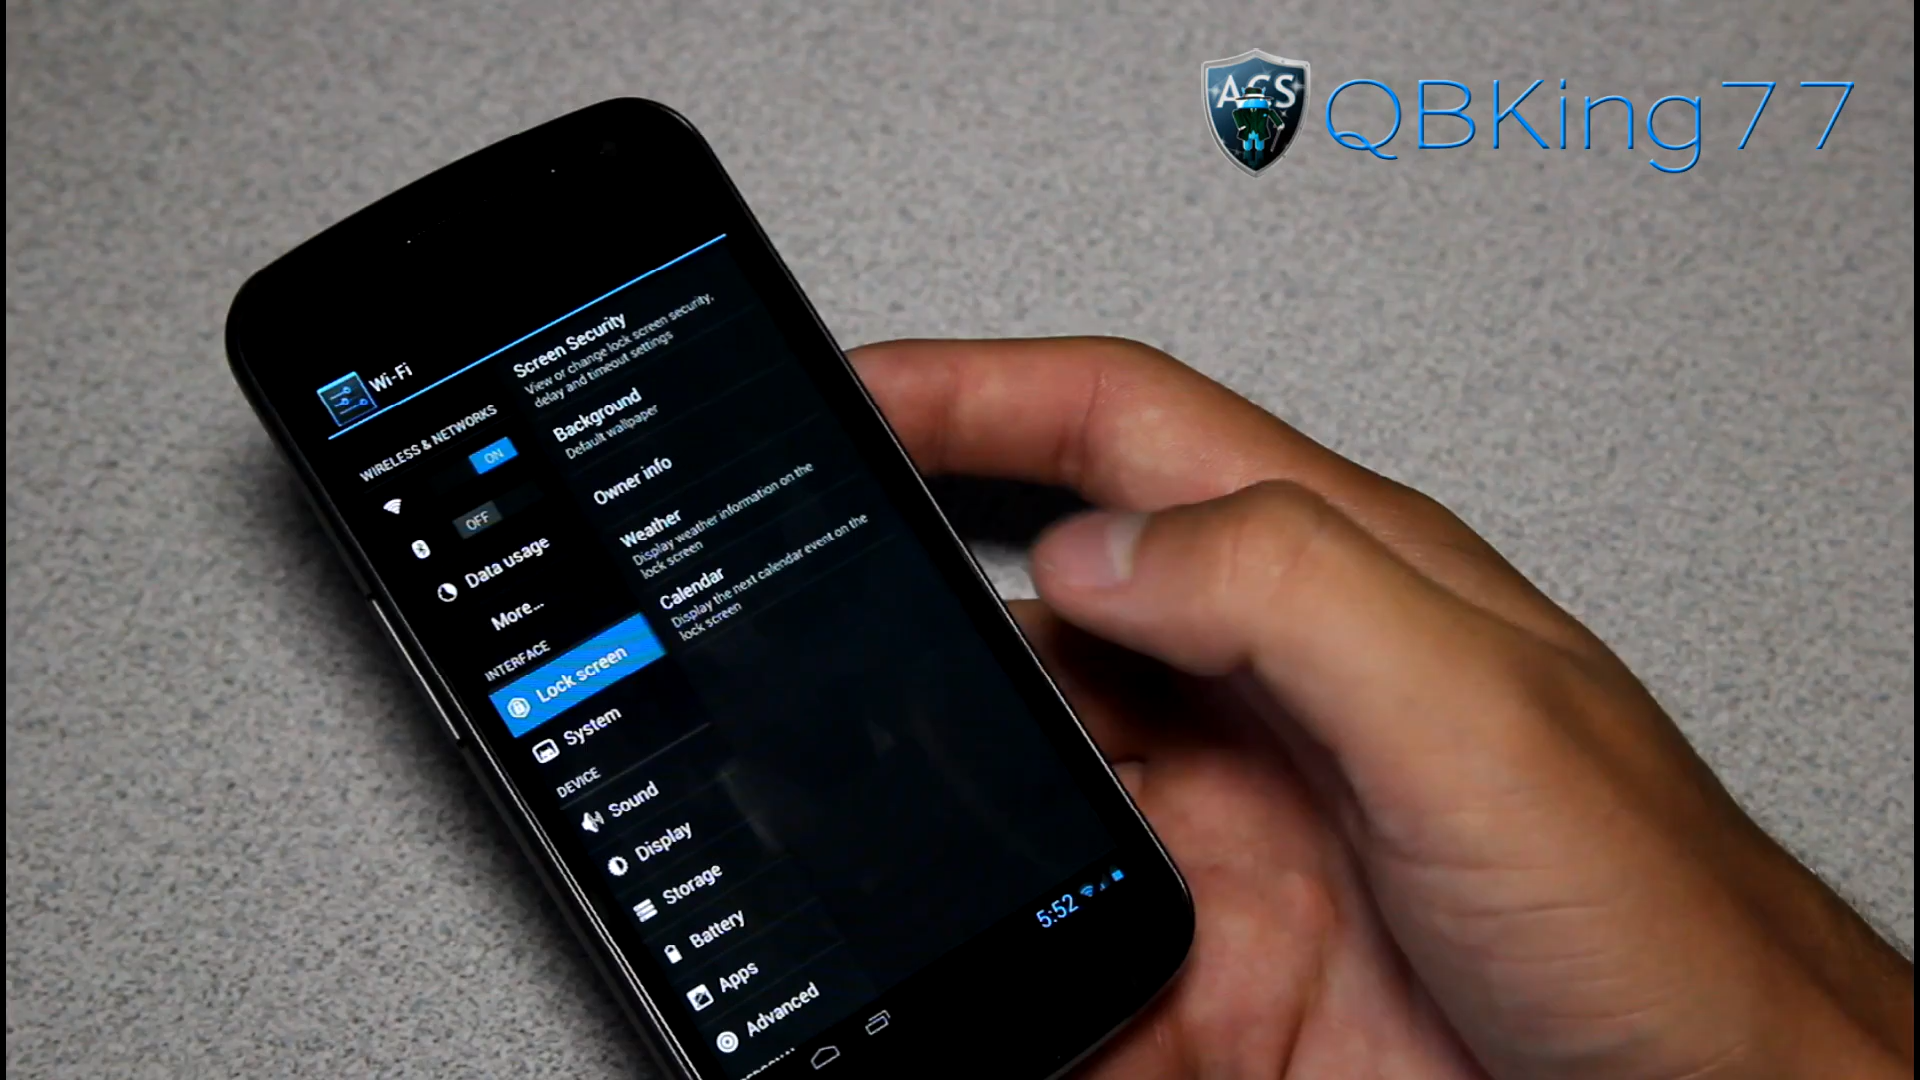 ACS
QBKing77
Wi-Fi
WIRELESS & NETWORKS
ON
OFF
Data usage
More...
INTERFACE
Lock screen
System
DEVICE
Sound
Display
Storage
Battery
Apps
Advanced
Screen Security
View or change lock screen security,
delay and timeout settings
Background
Default wallpaper
Owner info
Weather
Display weather information on the
lock screen
Calendar
Display the next calendar event on the
lock screen
5:52